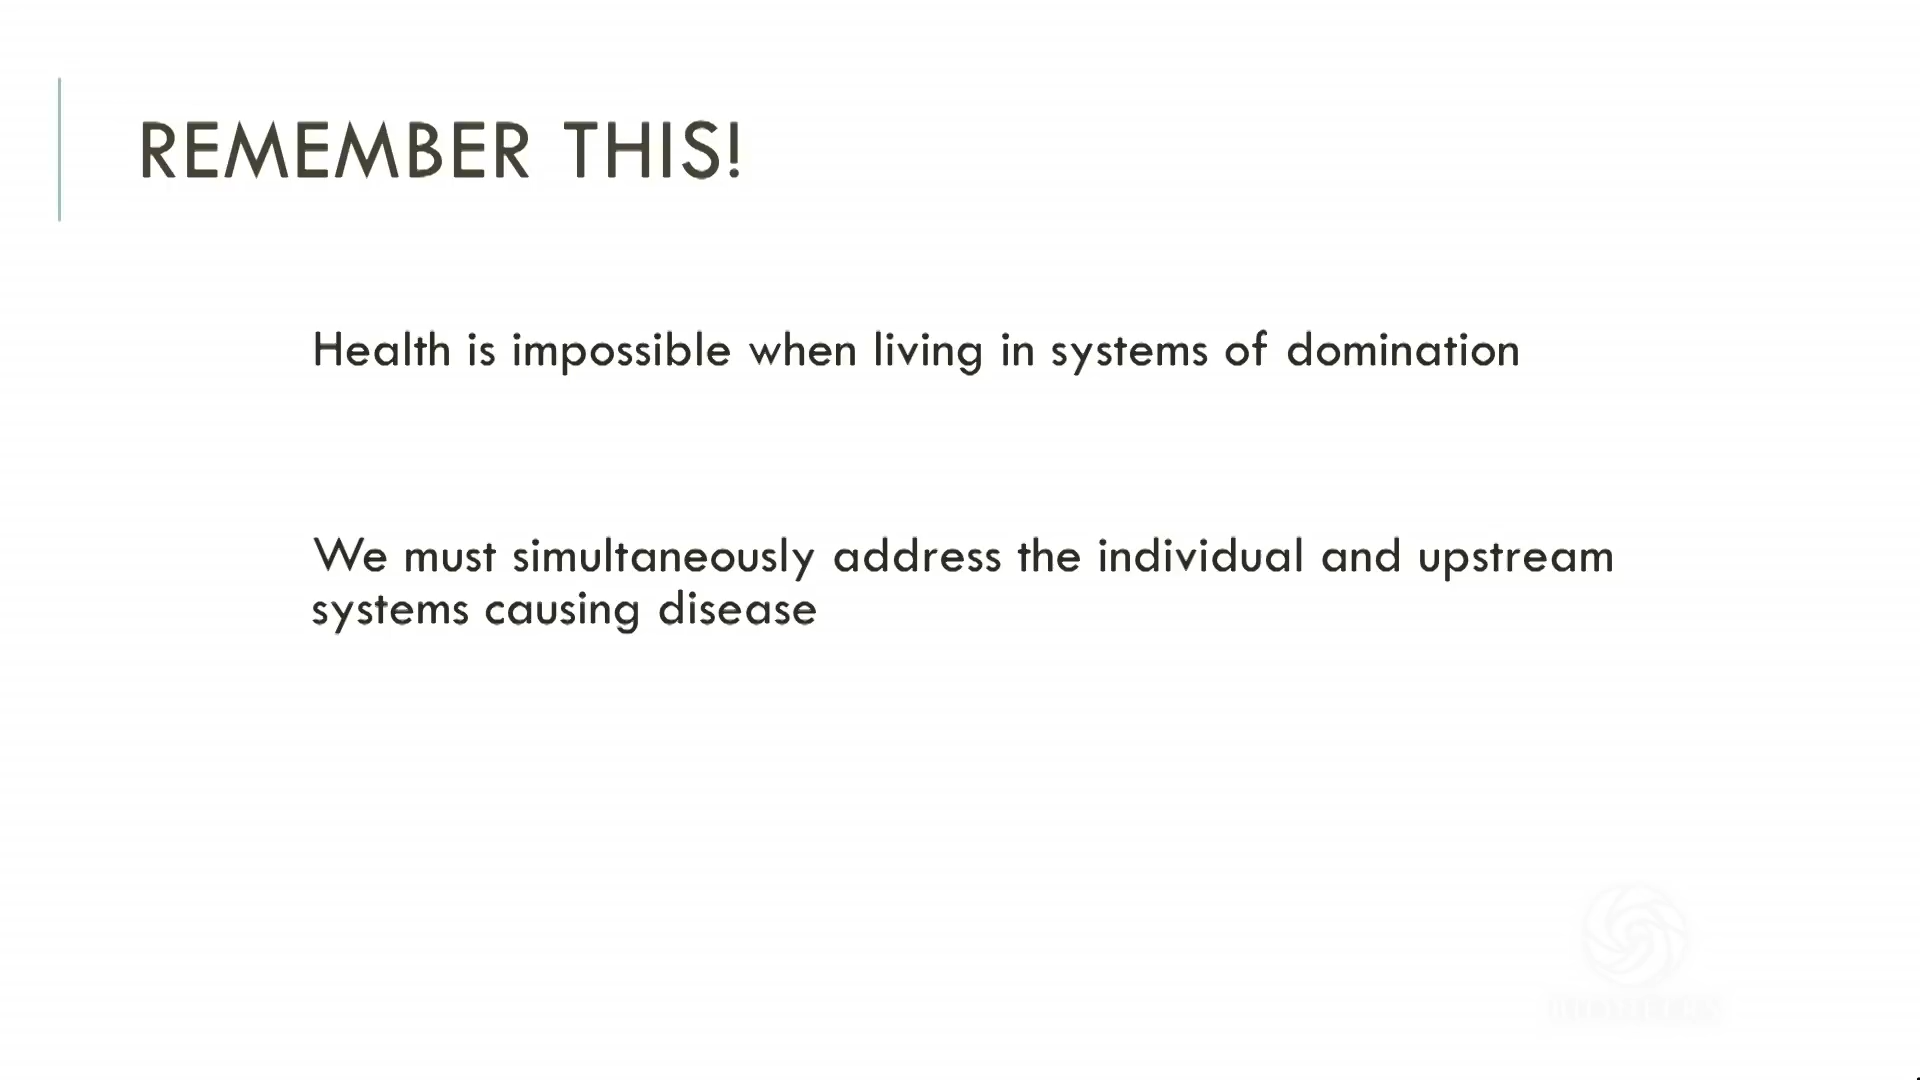 REMEMBER THIS!
Health is impossible when living in systems of domination
We must simultaneously address the individual and upstream
systems causing disease